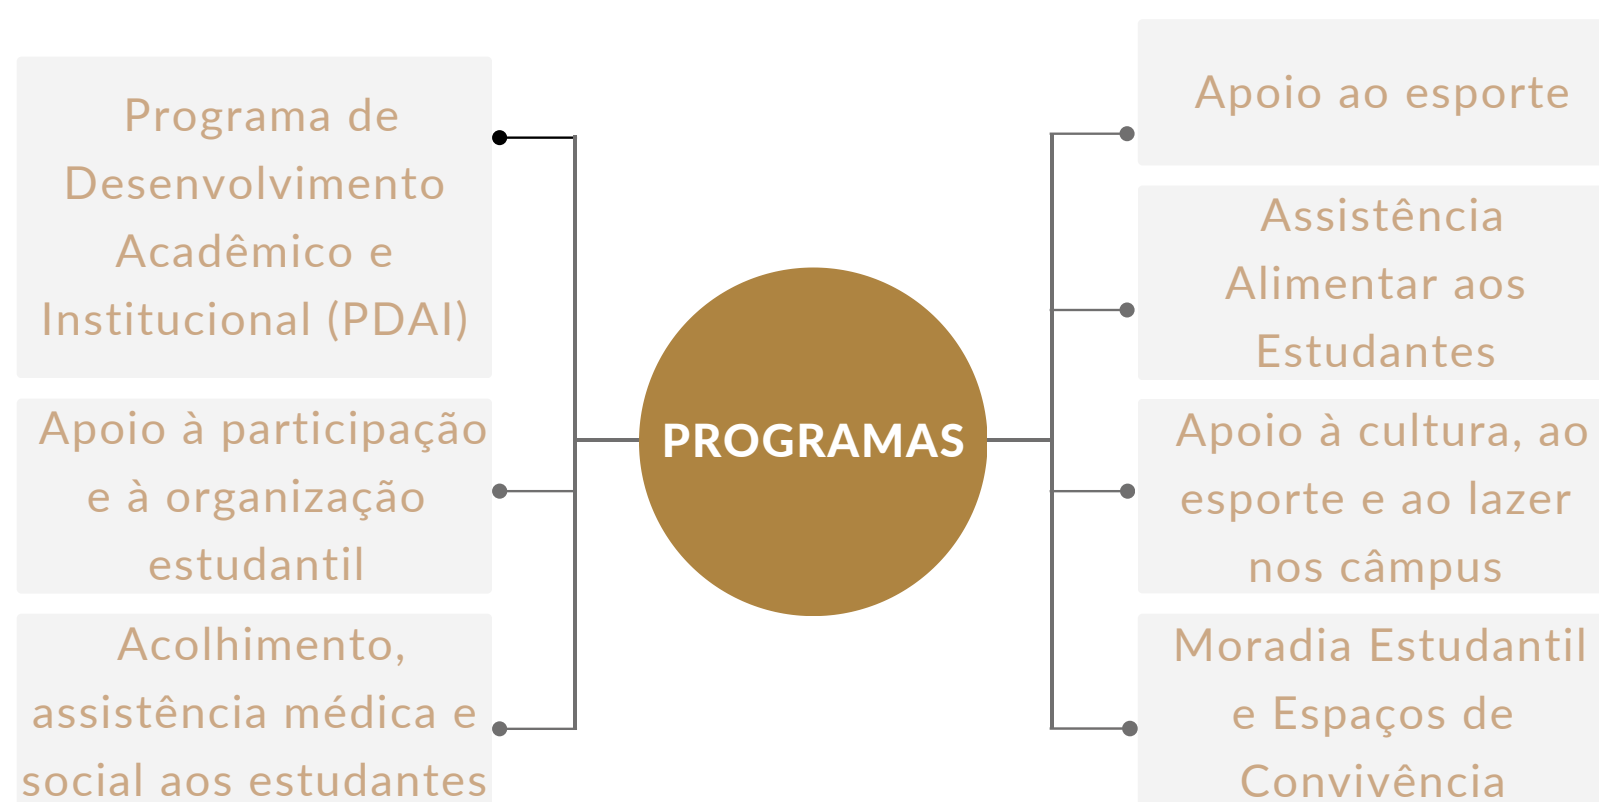 Programa de
Desenvolvimento
Acadêmico e
Institucional (PDAI)
Apoio à participação
e à organização
estudantil
Acolhimento,
assistência médica e
social aos estudantes
PROGRAMAS
Apoio ao esporte
Assistência
Alimentar aos
Estudantes
Apoio à cultura, ao
esporte e ao lazer
nos câmpus
Moradia Estudantil
e Espaços de
Convivência